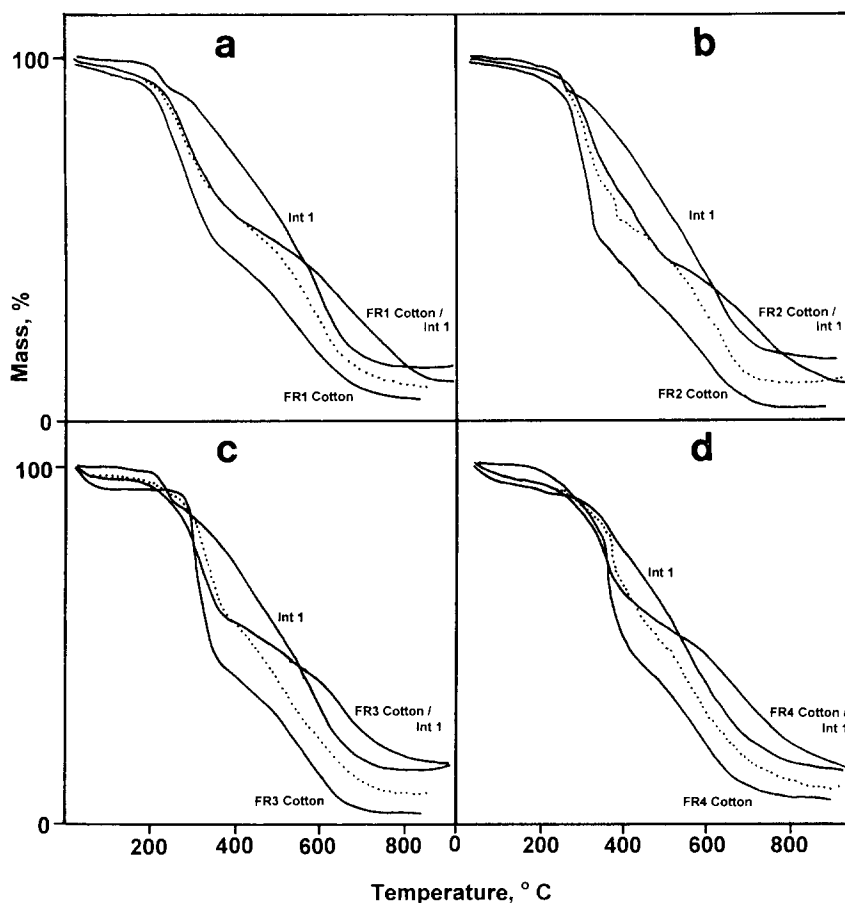 a
b
100
Int 1
Int 1
FR1 Cotton /
Int 1
FR2 Cotton /
Int 1
FR1 Cotton
FR2 Cotton
Mass, %
0
c
d
100
Int 1
Int 1
FR3 Cotton /
Int 1
FR4 Cotton /
Int 1
FR3 Cotton
FR4 Cotton
0
200
400
600
800
0
200
400
600
800
Temperature, ° C